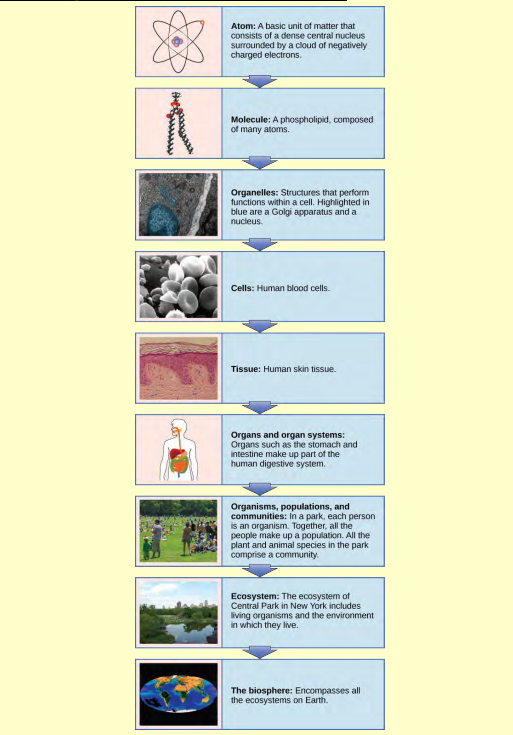 Atom: A basic unit of matter that
consists of a dense central nucleus
surrounded by a cloud of negatively
charged electrons.
Molecule: A phospholipid, composed
of many atoms.
Organelles: Structures that perform
functions within a cell. Highlighted in
blue are a Golgi apparatus and a
nucleus.
Cells: Human blood cells.
Tissue: Human skin tissue.
Organs and organ systems:
Organs such as the stomach and
intestine make up part of the
human digestive system.
Organisms, populations, and
communities: In a park, each person
is an organism. Together, all the
people make up a population. All the
plant and animal species in the park
comprise a community.
Ecosystem: The ecosystem of
Central Park in New York includes
living organisms and the environment
in which they live.
The biosphere: Encompasses all
the ecosystems on Earth.